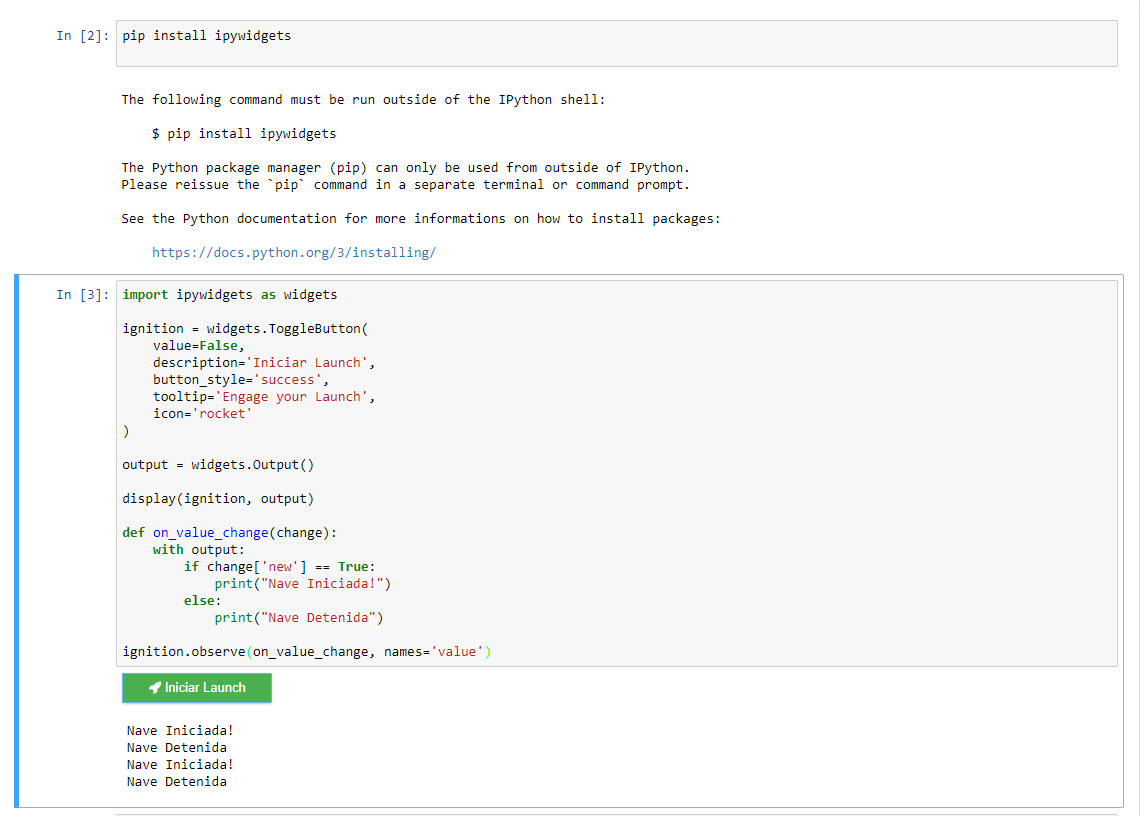 In [2]: pip install ipywidgets
The following command must be run outside of the IPython shell:
$ pip install ipywidgets
The Python package manager (pip) can only be used from outside of IPython.
Please reissue the `pip` command in a separate terminal or command prompt.
See the Python documentation for more informations on how to install packages:
https://docs.python.org/3/installing/
In [3]: import ipywidgets as widgets
ignition = widgets.ToggleButton(
    value=False,
    description='Iniciar Launch',
    button_style='success',
    tooltip='Engage your Launch',
    icon='rocket'
)
output = widgets.Output()
display(ignition, output)
def on_value_change(change):
    with output:
        if change['new'] == True:
            print("Nave Iniciada!")
        else:
            print("Nave Detenida")
ignition.observe(on_value_change, names='value')
Iniciar Launch
Nave Iniciada!
Nave Detenida
Nave Iniciada!
Nave Detenida